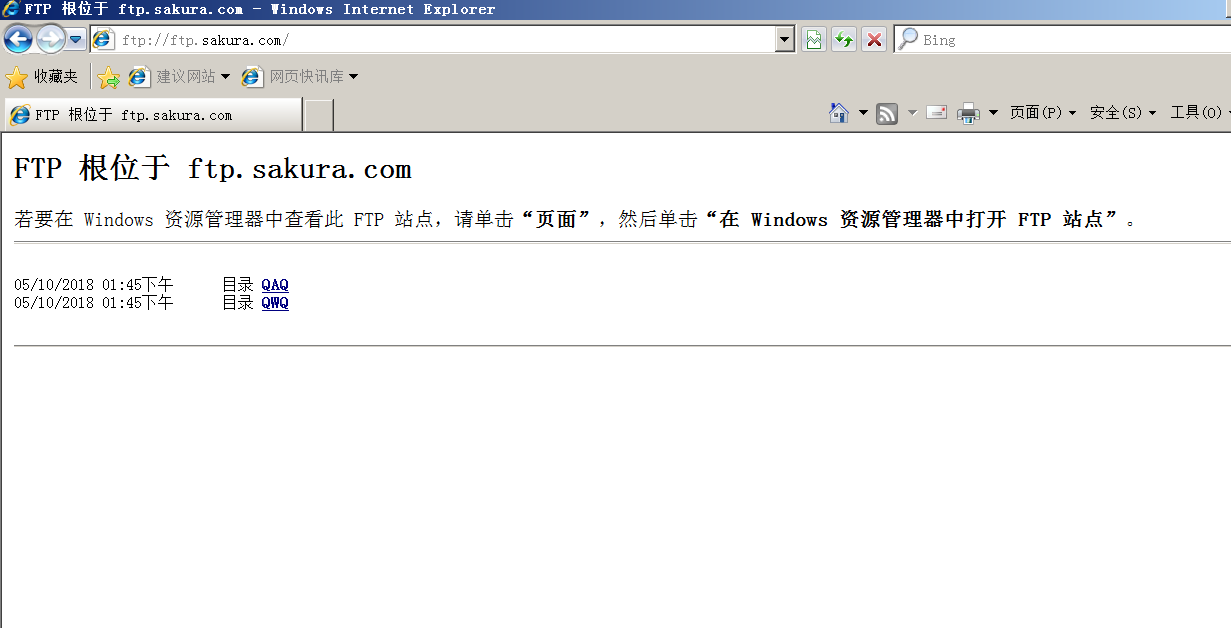 FTP 根位于 ftp.sakura.com - Windows Internet Explorer
ftp://ftp.sakura.com/
Bing
收藏夹 建议网站 网页快讯库
FTP 根位于 ftp.sakura.com
页面(P) 安全(S) 工具(O)
FTP 根位于 ftp.sakura.com
若要在 Windows 资源管理器中查看此 FTP 站点，请单击“页面”，然后单击“在 Windows 资源管理器中打开 FTP 站点”。
05/10/2018 01:45下午 目录 QAQ
05/10/2018 01:45下午 目录 QWQ